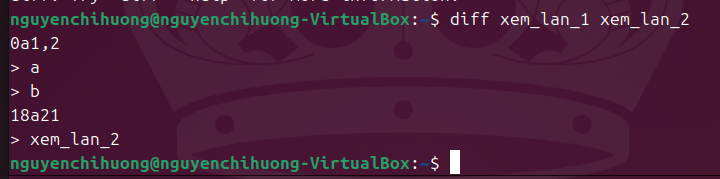 nguyenchihuong@nguyenchihuong-VirtualBox:~$ diff xem_lan_1 xem_lan_2
0a1,2
> a
> b
18a21
> xem_lan_2
nguyenchihuong@nguyenchihuong-VirtualBox:~$